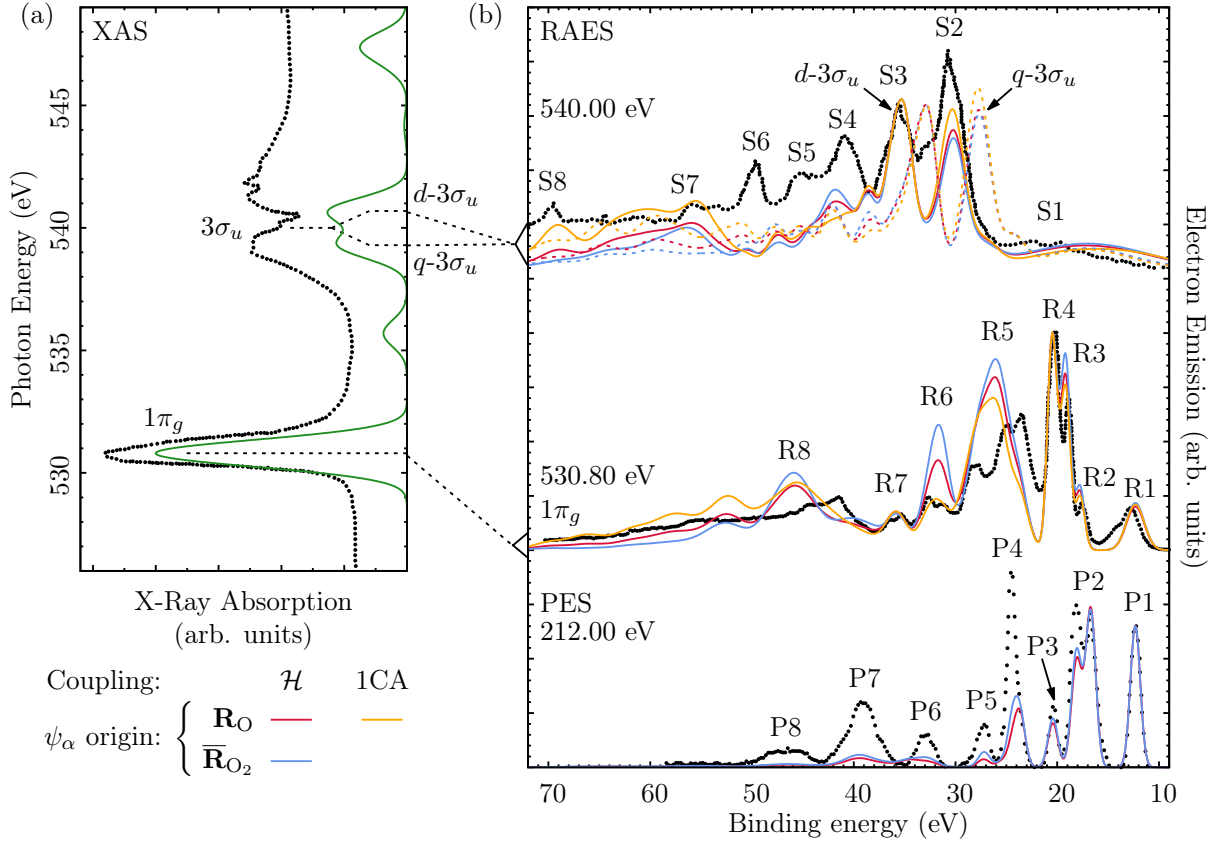 (a)
XAS
Photon Energy (eV)
545
540
535
530
3σu
d-3σu
q-3σu
1πg
X-Ray Absorption
(arb. units)
Coupling:
ℋ
1CA
ψα origin:
R_O
R̅_O2
(b)
RAES
540.00 eV
S8
S7
S6
S5
S4
d-3σu
S3
S2
q-3σu
S1
530.80 eV
1πg
R8
R7
R6
R5
R4
R3
R2
R1
PES
212.00 eV
P8
P7
P6
P5
P4
P3
P2
P1
70
60
50
40
30
20
10
Binding energy (eV)
Electron Emission (arb. units)